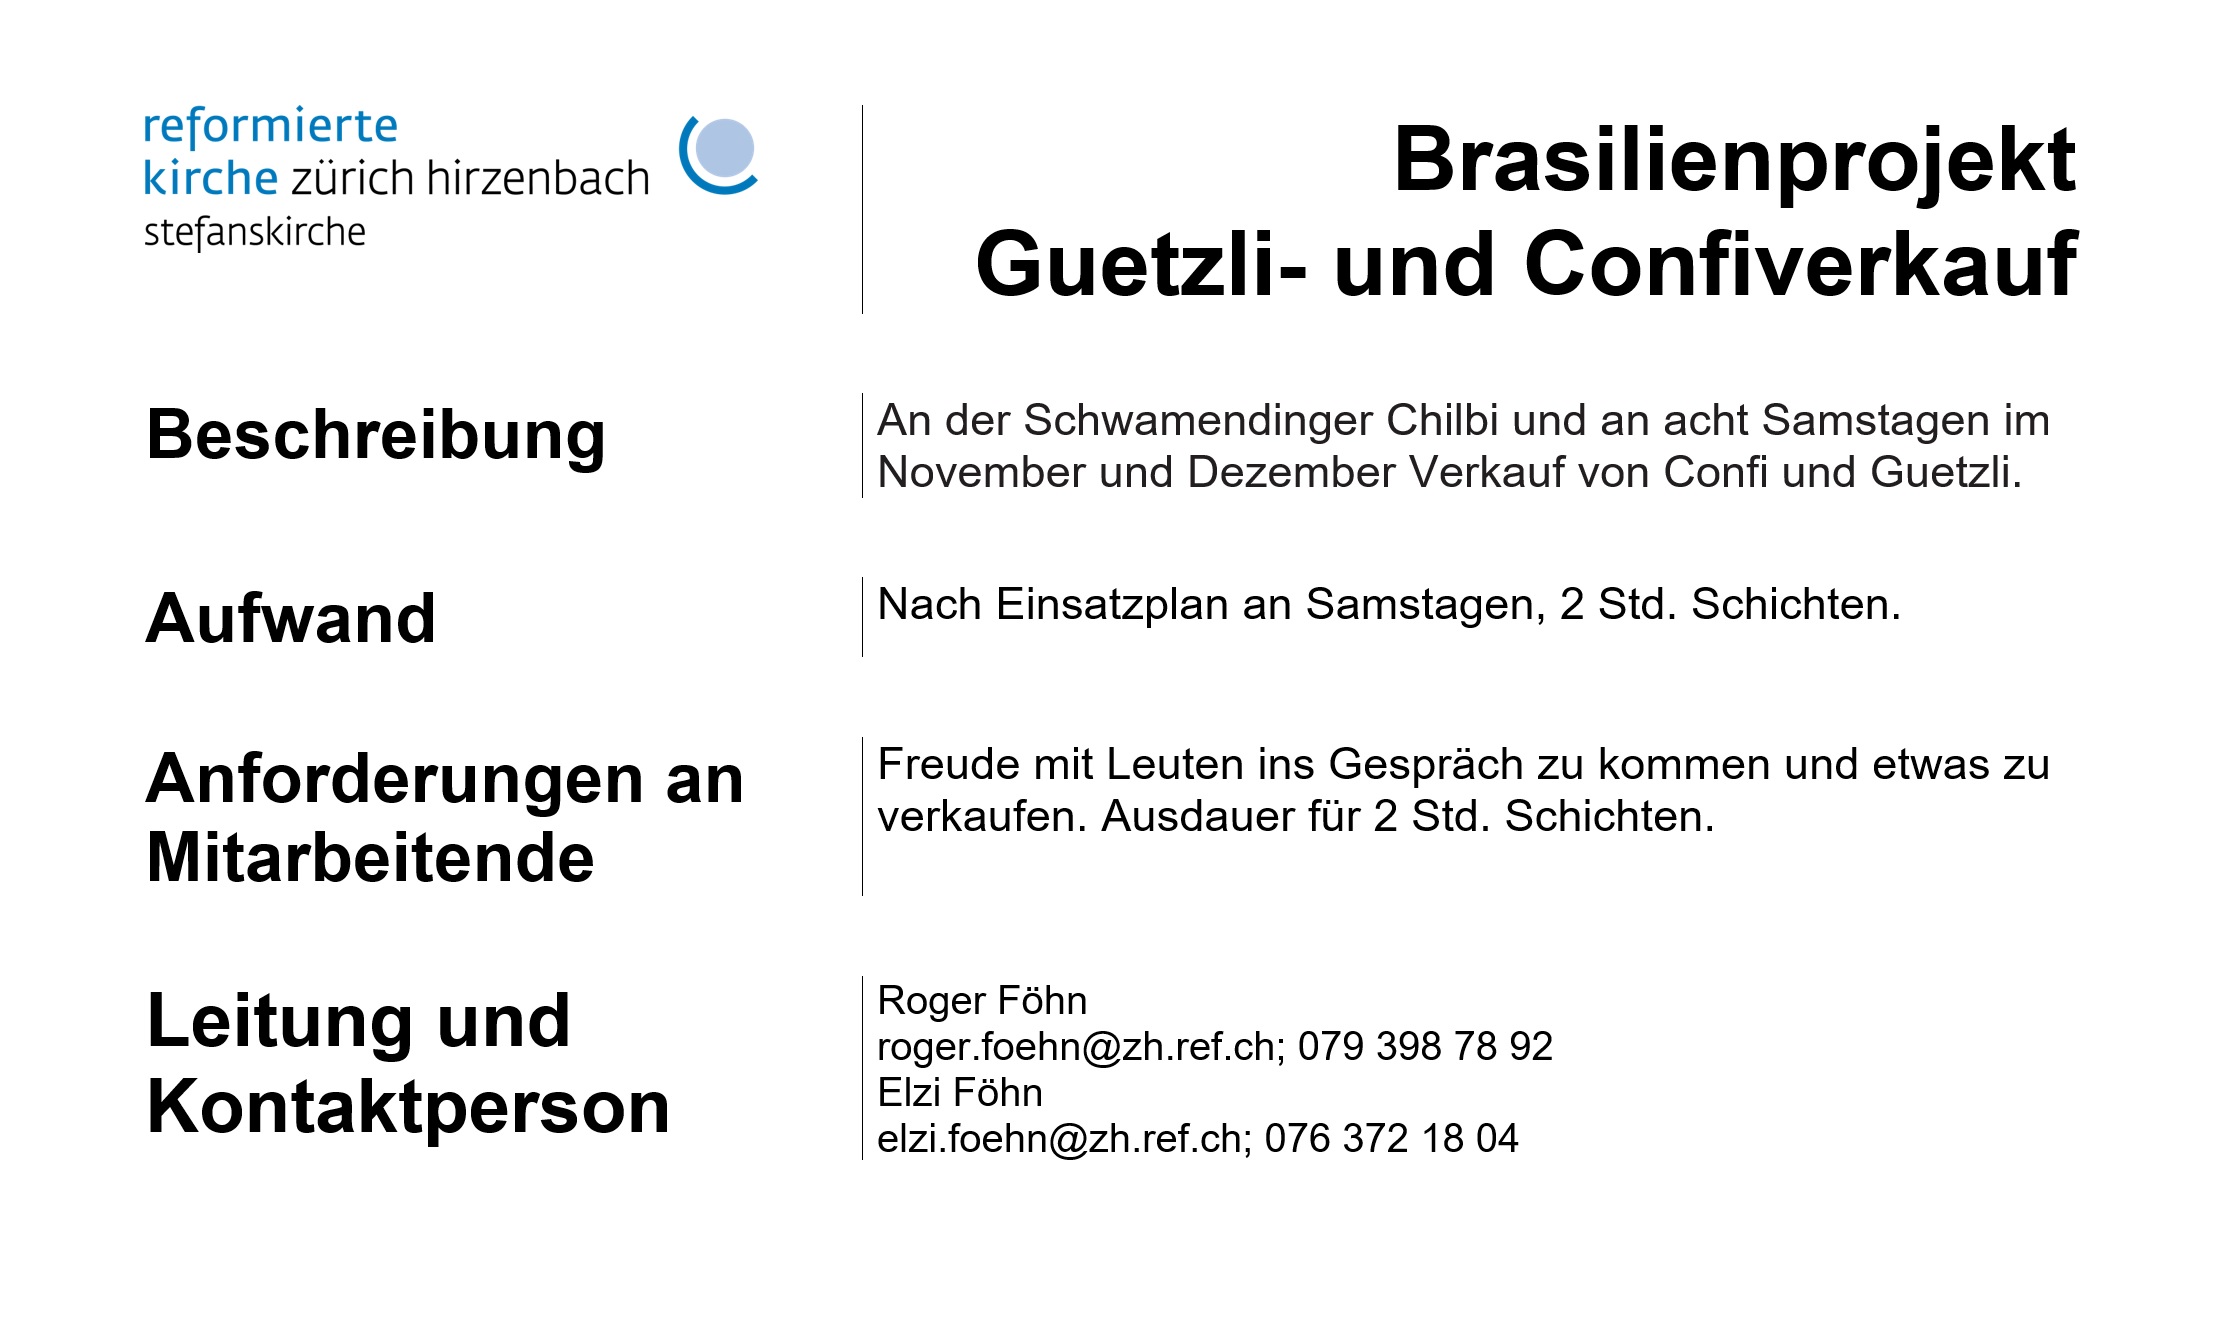 reformierte
kirche zürich hirzenbach
stefanskirche
Brasilienprojekt
Guetzli- und Confiverkauf
Beschreibung
An der Schwamendinger Chilbi und an acht Samstagen im
November und Dezember Verkauf von Confi und Guetzli.
Aufwand
Nach Einsatzplan an Samstagen, 2 Std. Schichten.
Anforderungen an
Mitarbeitende
Freude mit Leuten ins Gespräch zu kommen und etwas zu
verkaufen. Ausdauer für 2 Std. Schichten.
Leitung und
Kontaktperson
Roger Föhn
roger.foehn@zh.ref.ch; 079 398 78 92
Elzi Föhn
elzi.foehn@zh.ref.ch; 076 372 18 04